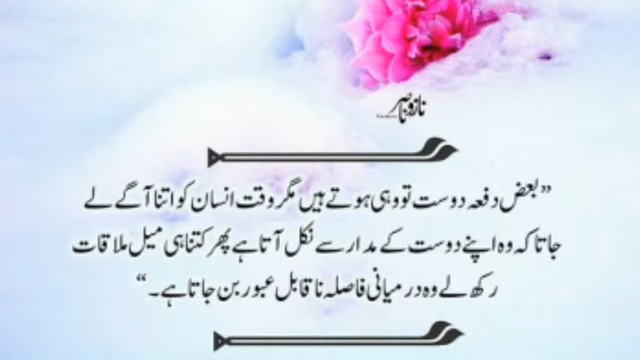 نازونصر
”بعض دفعہ دوست تو وہی ہوتے ہیں مگر وقت انسان کو اتنا آگے لے
جاتا کہ وہ اپنے دوست کے مدار سے نکل آتا ہے پھر کتنا ہی میل ملاقات
رکھ لے وہ درمیانی فاصلہ ناقابل عبور بن جاتا ہے۔“